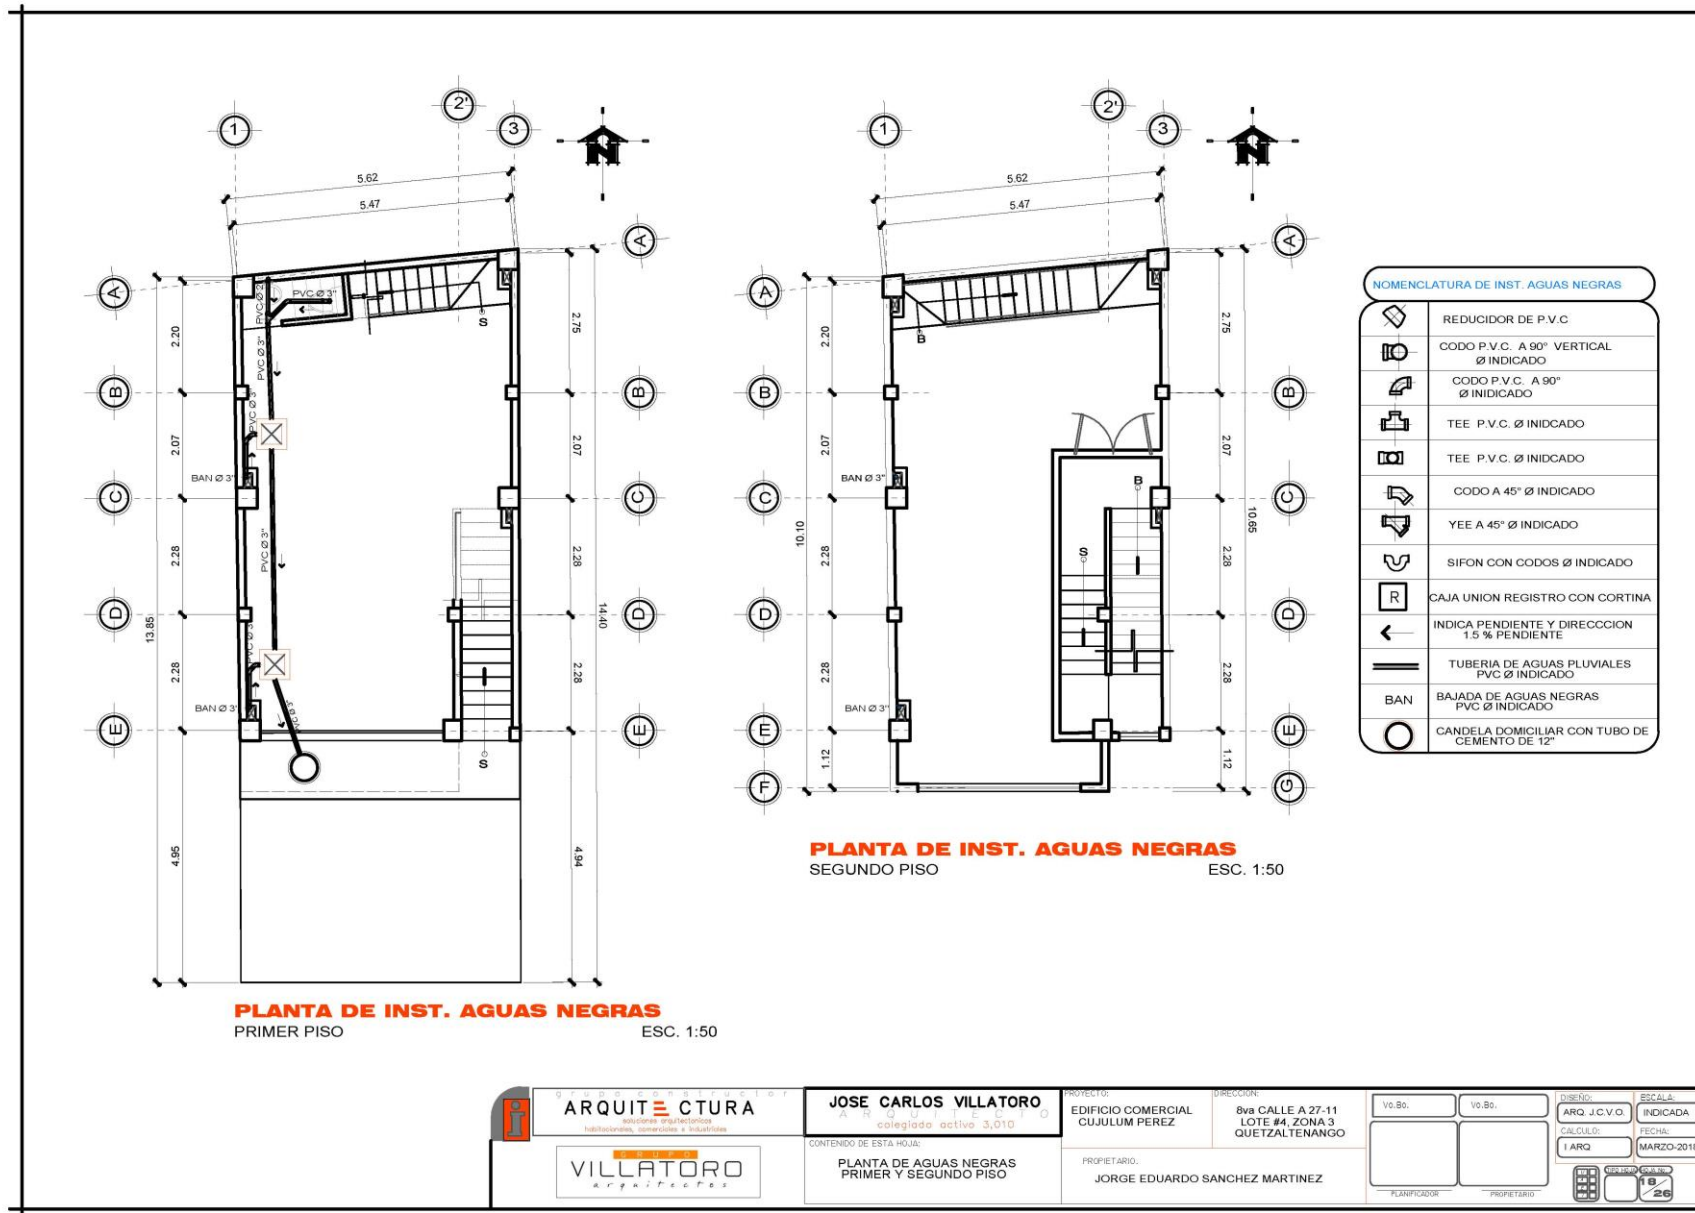 1
2'
3
5.62
5.47
N
A
A
PVC Ø 3"
PVC Ø 2"
S
2.20
2.75
PVC Ø 3"
B
B
PVC Ø 3"
2.07
2.07
BAN Ø 3"
C
C
PVC Ø 3"
2.28
2.28
D
D
13.85
14.40
PVC Ø 3"
2.28
2.28
BAN Ø 3"
PVC Ø 3"
E
E
S
4.95
4.94
PLANTA DE INST. AGUAS NEGRAS
PRIMER PISO ESC. 1:50
1
2'
3
5.62
5.47
N
A
A
B
2.20
2.75
B
B
2.07
2.07
BAN Ø 3"
B
C
C
10.10
10.65
S
2.28
2.28
D
D
2.28
2.28
BAN Ø 3"
E
E
1.12
1.12
F
G
PLANTA DE INST. AGUAS NEGRAS
SEGUNDO PISO ESC. 1:50
NOMENCLATURA DE INST. AGUAS NEGRAS
REDUCIDOR DE P.V.C
CODO P.V.C. A 90° VERTICAL
Ø INDICADO
CODO P.V.C. A 90°
Ø INIDICADO
TEE P.V.C. Ø INIDCADO
TEE P.V.C. Ø INIDCADO
CODO A 45° Ø INDICADO
YEE A 45° Ø INDICADO
SIFON CON CODOS Ø INDICADO
R CAJA UNION REGISTRO CON CORTINA
INDICA PENDIENTE Y DIRECCCION
1.5 % PENDIENTE
TUBERIA DE AGUAS PLUVIALES
PVC Ø INDICADO
BAN BAJADA DE AGUAS NEGRAS
PVC Ø INDICADO
CANDELA DOMICILIAR CON TUBO DE
CEMENTO DE 12"
i
grupo constructor
ARQUITECTURA
soluciones arquitectonicas
habitacionales, comerciales e industriales
GRUPO
VILLATORO
arquitectos
JOSE CARLOS VILLATORO
ARQUITECTO
colegiado activo 3,010
CONTENIDO DE ESTA HOJA:
PLANTA DE AGUAS NEGRAS
PRIMER Y SEGUNDO PISO
PROYECTO:
EDIFICIO COMERCIAL
CUJULUM PEREZ
DIRECCION:
8va CALLE A 27-11
LOTE #4, ZONA 3
QUETZALTENANGO
PROPIETARIO.
JORGE EDUARDO SANCHEZ MARTINEZ
Vo.Bo.
Vo.Bo.
PLANIFICADOR
PROPIETARIO
DISEÑO:
ARQ. J.C.V.O.
ESCALA:
INDICADA
CALCULO:
I ARQ
FECHA:
MARZO-2018
18
26